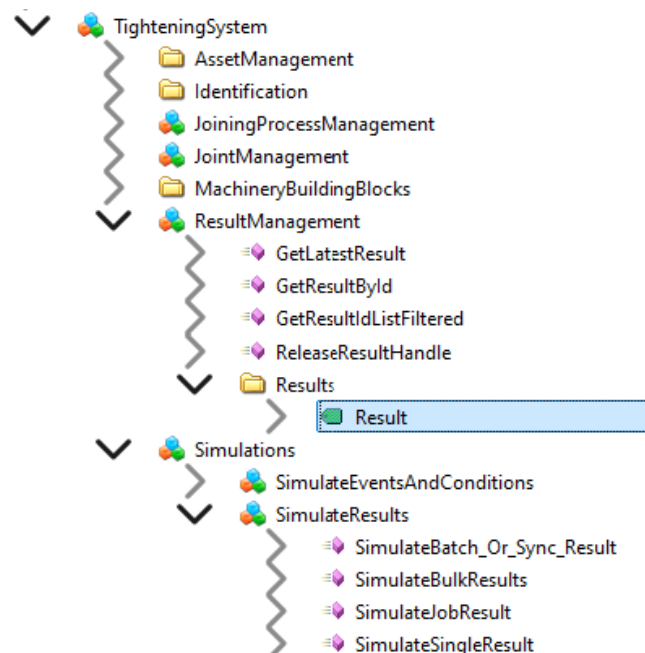 TighteningSystem
AssetManagement
Identification
JoiningProcessManagement
JointManagement
MachineryBuildingBlocks
ResultManagement
GetLatestResult
GetResultById
GetResultIdListFiltered
ReleaseResultHandle
Results
Result
Simulations
SimulateEventsAndConditions
SimulateResults
SimulateBatch_Or_Sync_Result
SimulateBulkResults
SimulateJobResult
SimulateSingleResult